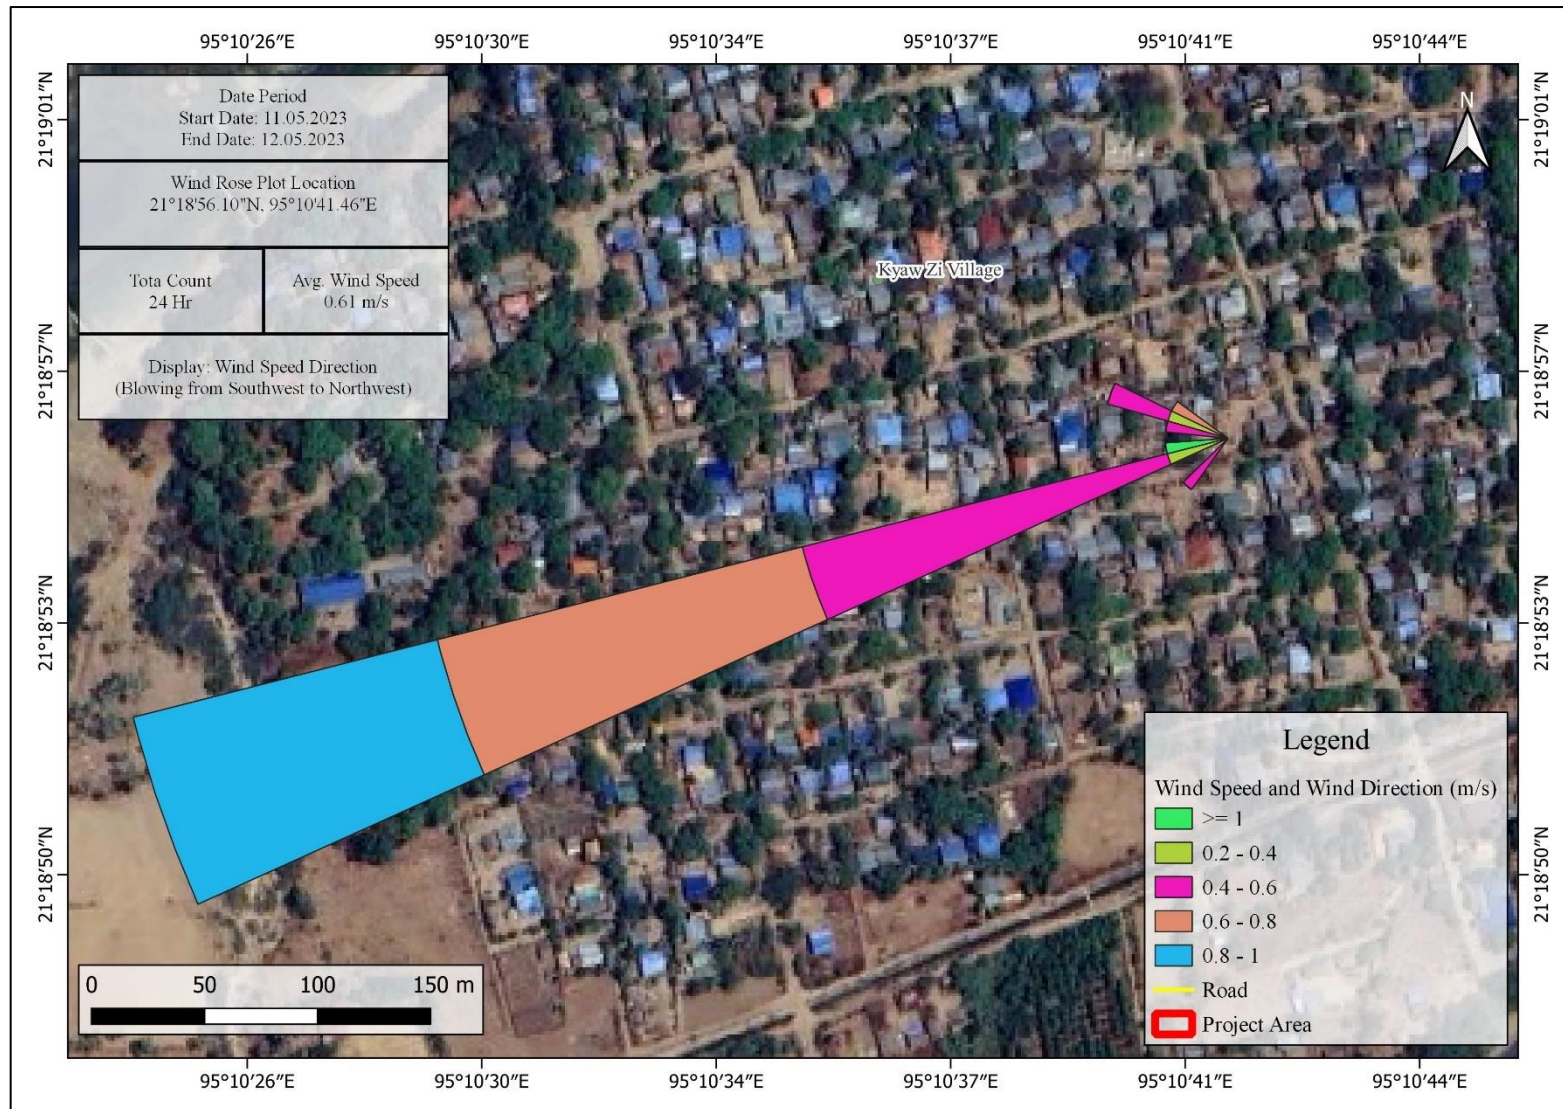 95°10′26″E 95°10′30″E 95°10′34″E 95°10′37″E 95°10′41″E 95°10′44″E
21°19′01″N
21°18′57″N
21°18′53″N
21°18′50″N
Date Period
Start Date: 11.05.2023
End Date: 12.05.2023
Wind Rose Plot Location
21°18'56.10"N, 95°10'41.46"E
Tota Count
24 Hr
Avg. Wind Speed
0.61 m/s
Display: Wind Speed Direction
(Blowing from Southwest to Northwest)
N
Kyaw Zi Village
21°19′01″N
21°18′57″N
21°18′53″N
21°18′50″N
Legend
Wind Speed and Wind Direction (m/s)
>= 1
0.2 - 0.4
0.4 - 0.6
0.6 - 0.8
0.8 - 1
Road
Project Area
0 50 100 150 m
95°10′26″E 95°10′30″E 95°10′34″E 95°10′37″E 95°10′41″E 95°10′44″E